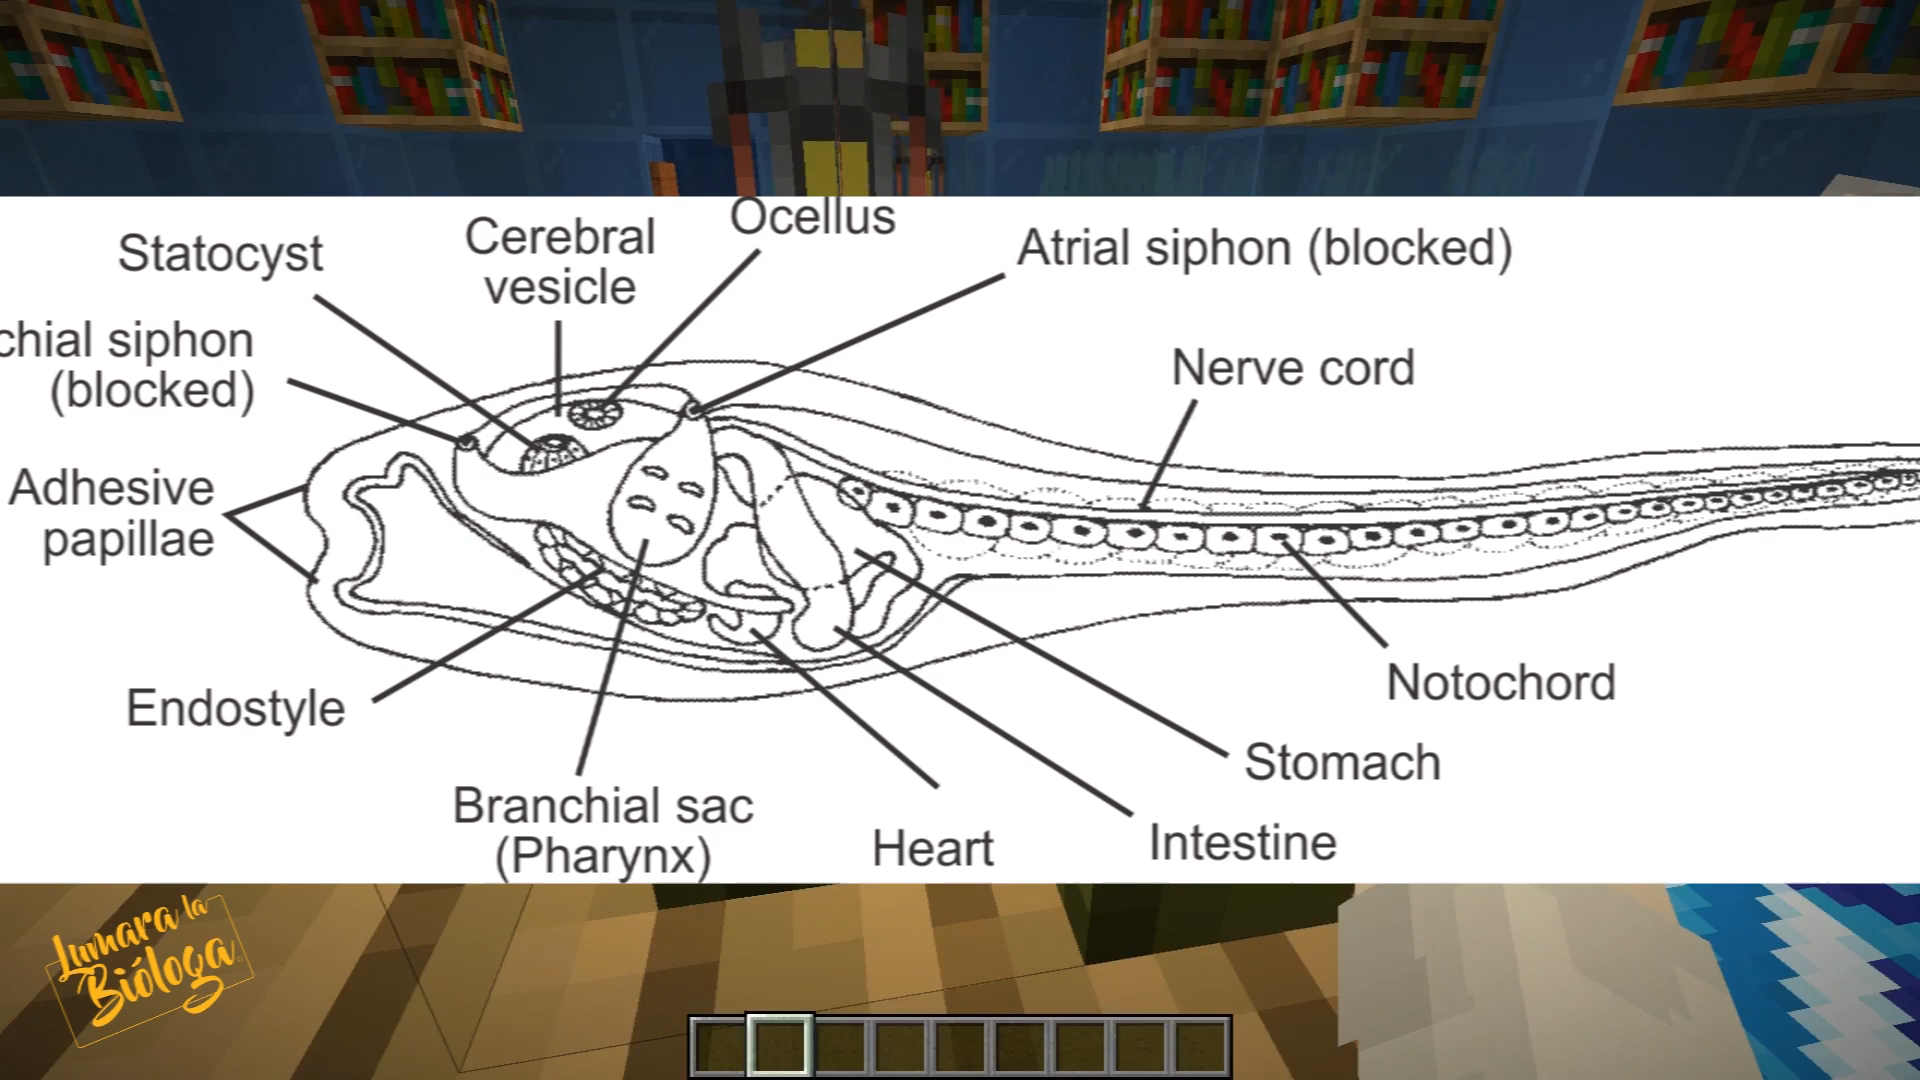 Ocellus
Statocyst
Cerebral
vesicle
Atrial siphon (blocked)
chial siphon
(blocked)
Nerve cord
Adhesive
papillae
Endostyle
Notochord
Stomach
Branchial sac
(Pharynx)
Heart
Intestine
Lumara la
Bióloga